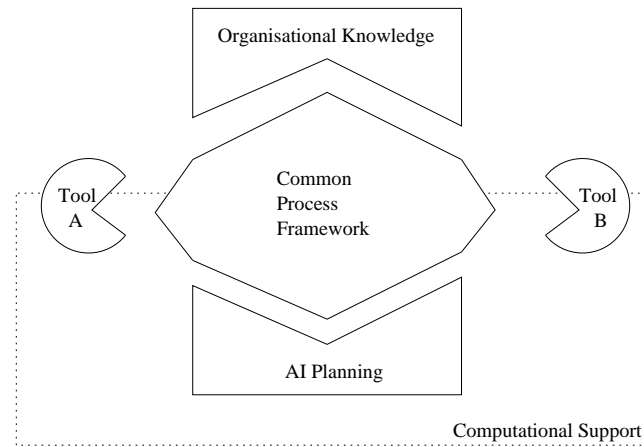 Organisational Knowledge
Common
Process
Framework
Tool
A
Tool
B
AI Planning
Computational Support